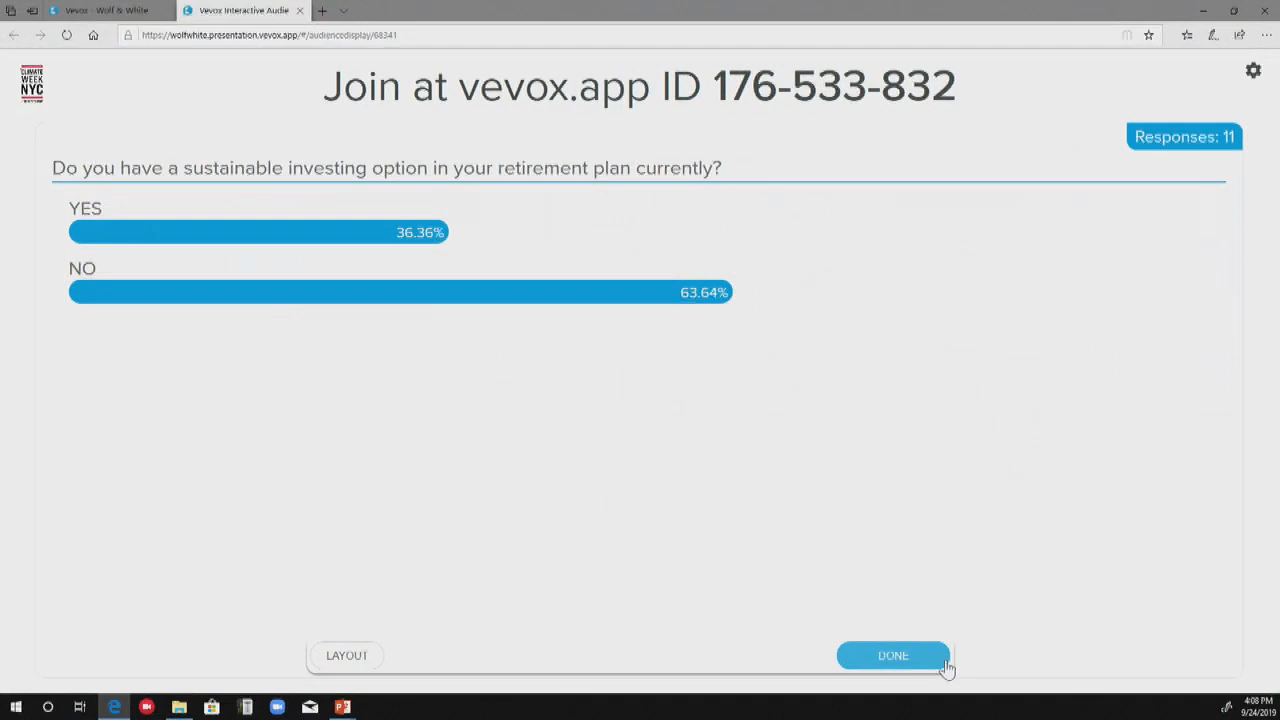 Vevox - Wolf & White
Vevox Interactive Audie
https://wolfwhite.presentation.vevox.app/#/audiencedisplay/68341
CLIMATE
WEEK
NYC
Join at vevox.app ID 176-533-832
Responses: 11
Do you have a sustainable investing option in your retirement plan currently?
YES
36.36%
NO
63.64%
LAYOUT
DONE
4:08 PM
9/24/2019